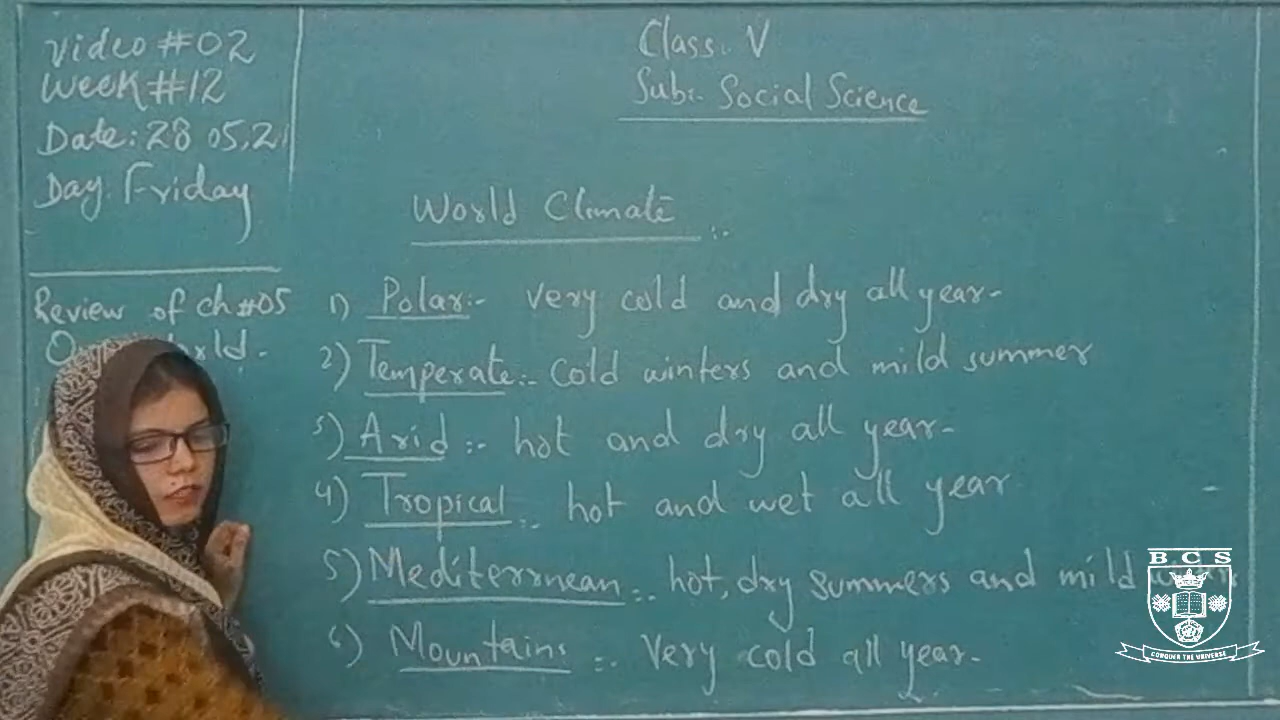 Video #02
Week #12
Date: 28 05,21
Day. Friday
Review of ch#05
World.
Class:. V
Sub:. Social Science
World Climate :.
1) Polar:- very cold and dry all year-
2) Temperate:- cold winters and mild summer
3) Arid :- hot and dry all year-
4) Tropical :. hot and wet all year
5) Mediterrnean :. hot, dry summers and mild
6) Mountains :. very cold all year.
BCS
CONQUER THE UNIVERSE